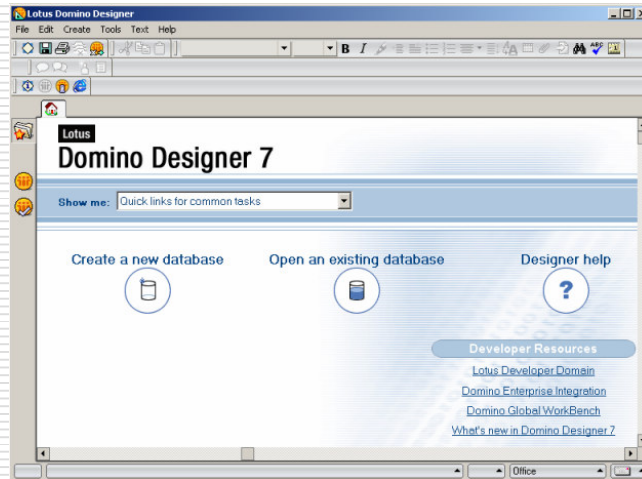 Lotus Domino Designer
File Edit Create Tools Text Help
B I
Lotus
Domino Designer 7
Show me: Quick links for common tasks
Create a new database Open an existing database Designer help
?
Developer Resources
Lotus Developer Domain
Domino Enterprise Integration
Domino Global WorkBench
What's new in Domino Designer 7
Office